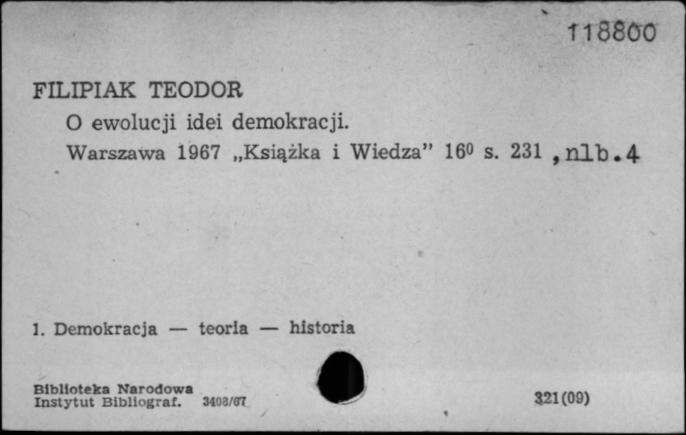 118800
FILIPIAK TEODOR
O ewolucji idei demokracji.
Warszawa 1967 „Książka i Wiedza” 16⁰ s. 231 , nlb.4
1. Demokracja — teoria — historia
Biblioteka Narodowa
Instytut Bibliograf. 3408/67
321(09)